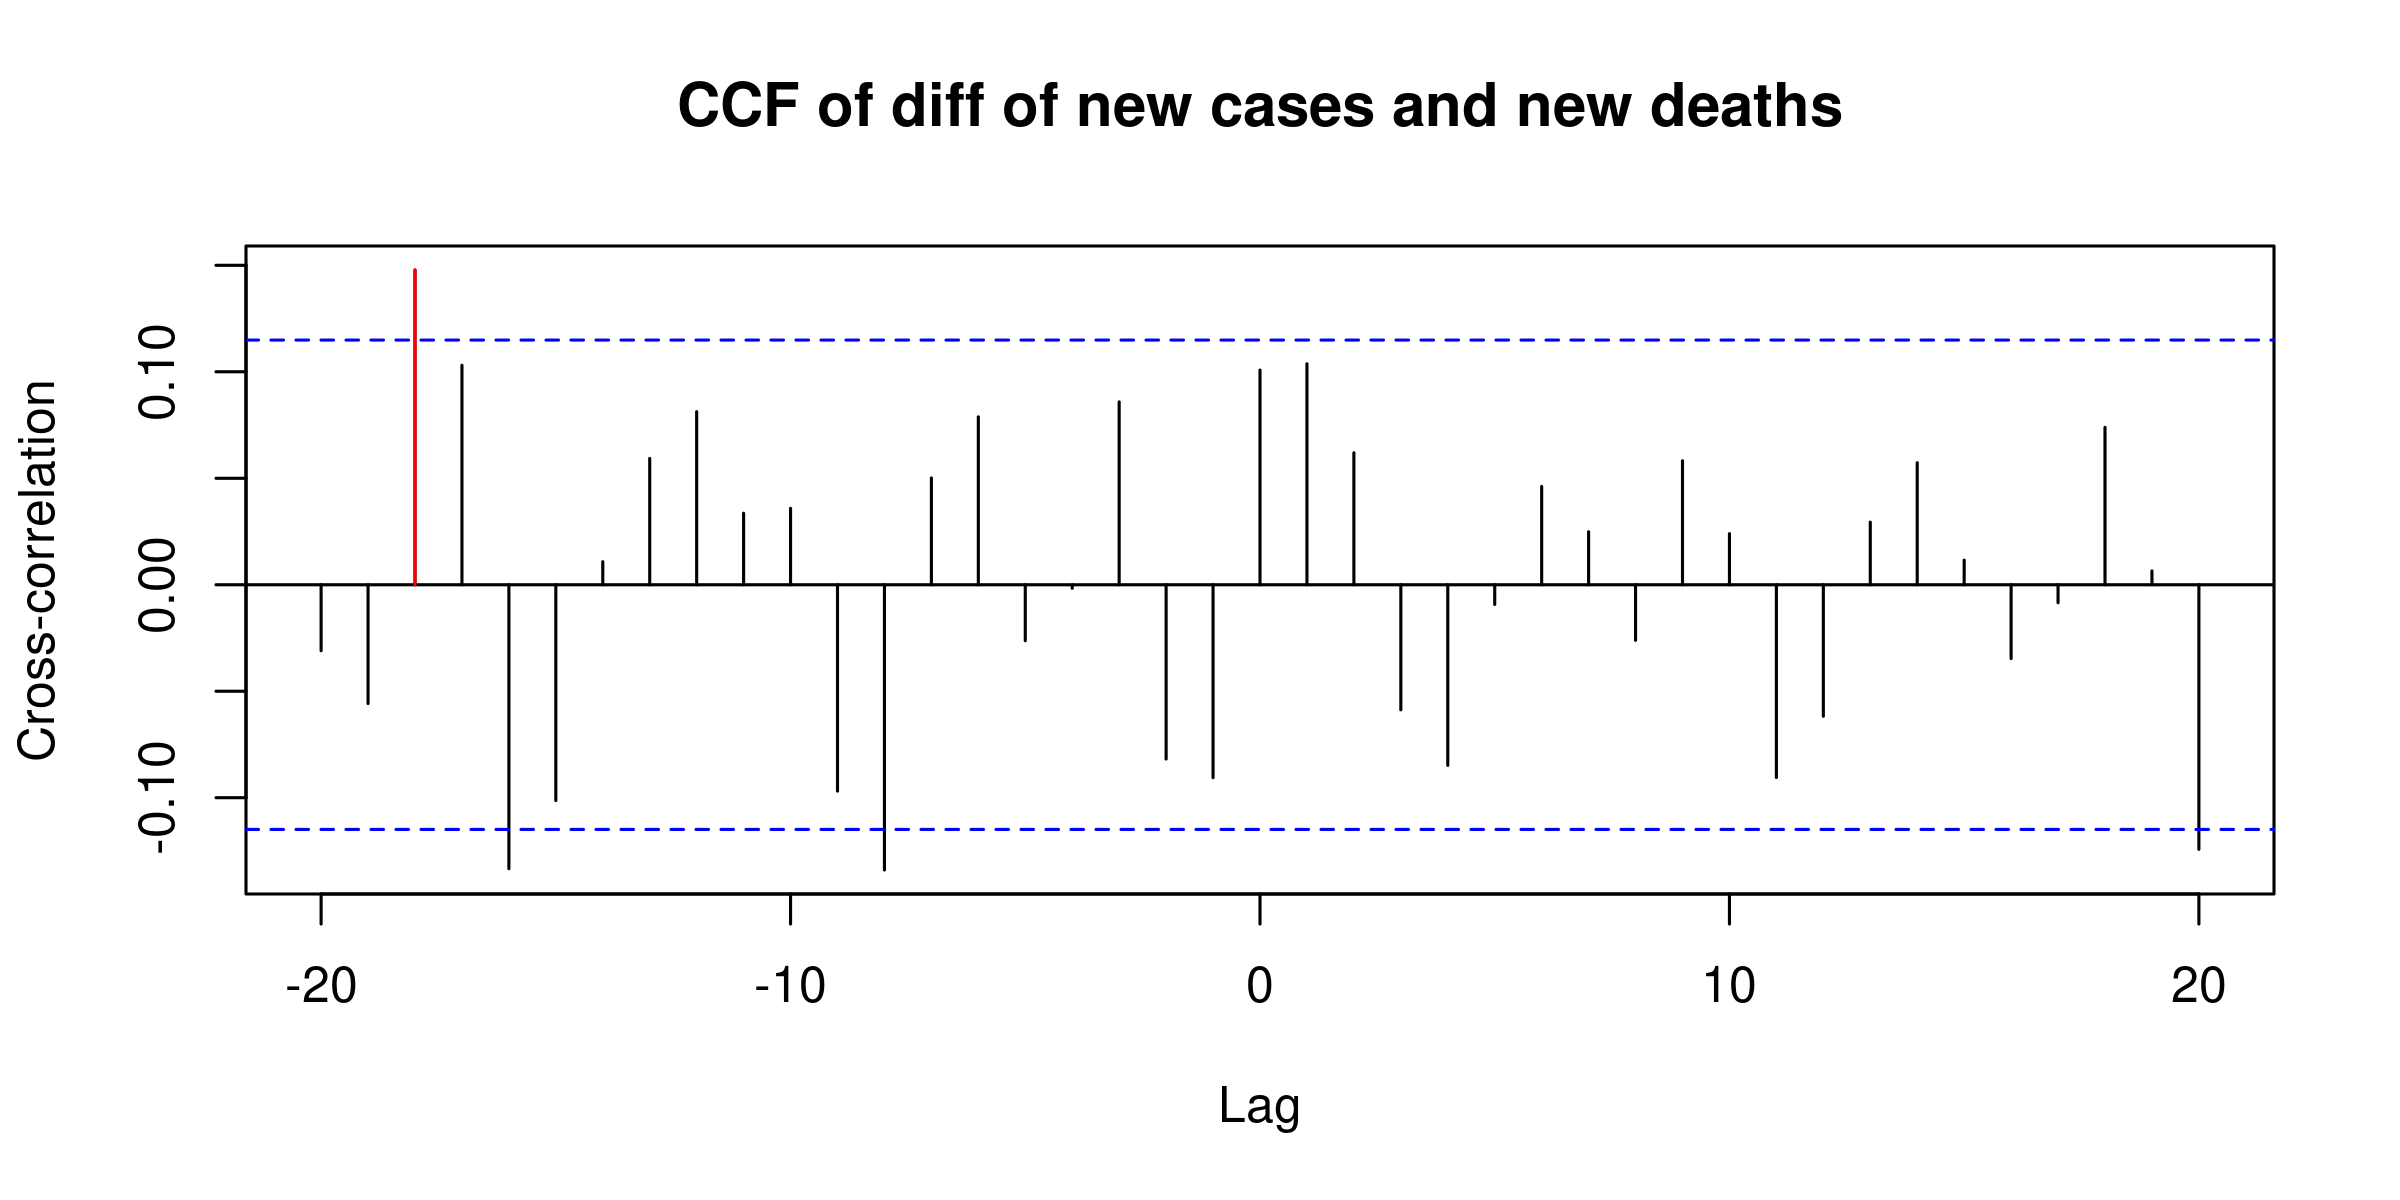 CCF of diff of new cases and new deaths
Cross-correlation
0.10
0.00
-0.10
-20 -10 0 10 20
Lag